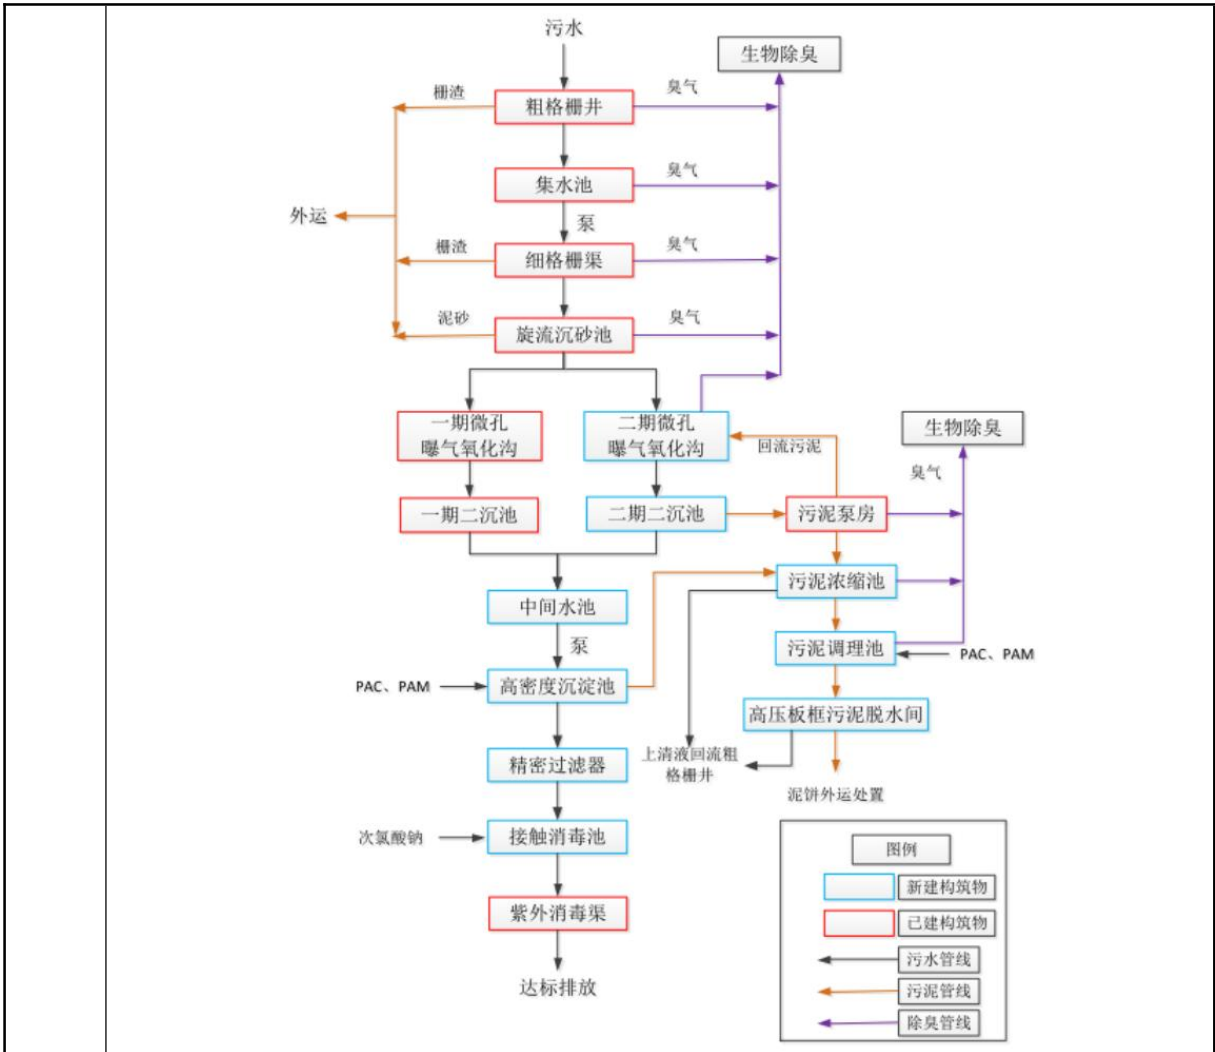 污水
生物除臭
栅渣
臭气
粗格栅井
臭气
集水池
外运
泵
栅渣
臭气
细格栅渠
泥砂
臭气
旋流沉砂池
一期微孔
曝气氧化沟
二期微孔
曝气氧化沟
回流污泥
生物除臭
臭气
一期二沉池
二期二沉池
污泥泵房
污泥浓缩池
中间水池
泵
污泥调理池
PAC、PAM
PAC、PAM
高密度沉淀池
高压板框污泥脱水间
精密过滤器
上清液回流粗
格栅井
泥饼外运处置
次氯酸钠
接触消毒池
紫外消毒渠
达标排放
图例
新建构筑物
已建构筑物
污水管线
污泥管线
除臭管线